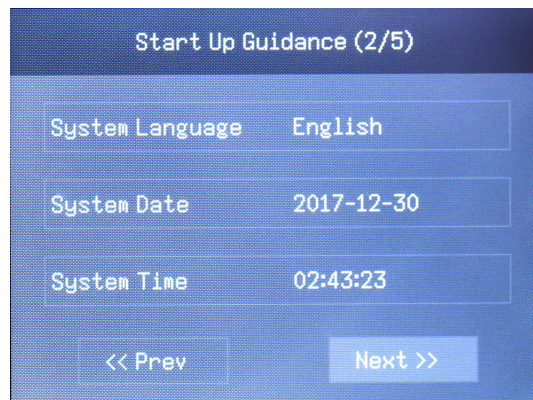 Start Up Guidance (2/5)
System Language English
System Date 2017-12-30
System Time 02:43:23
<< Prev Next >>